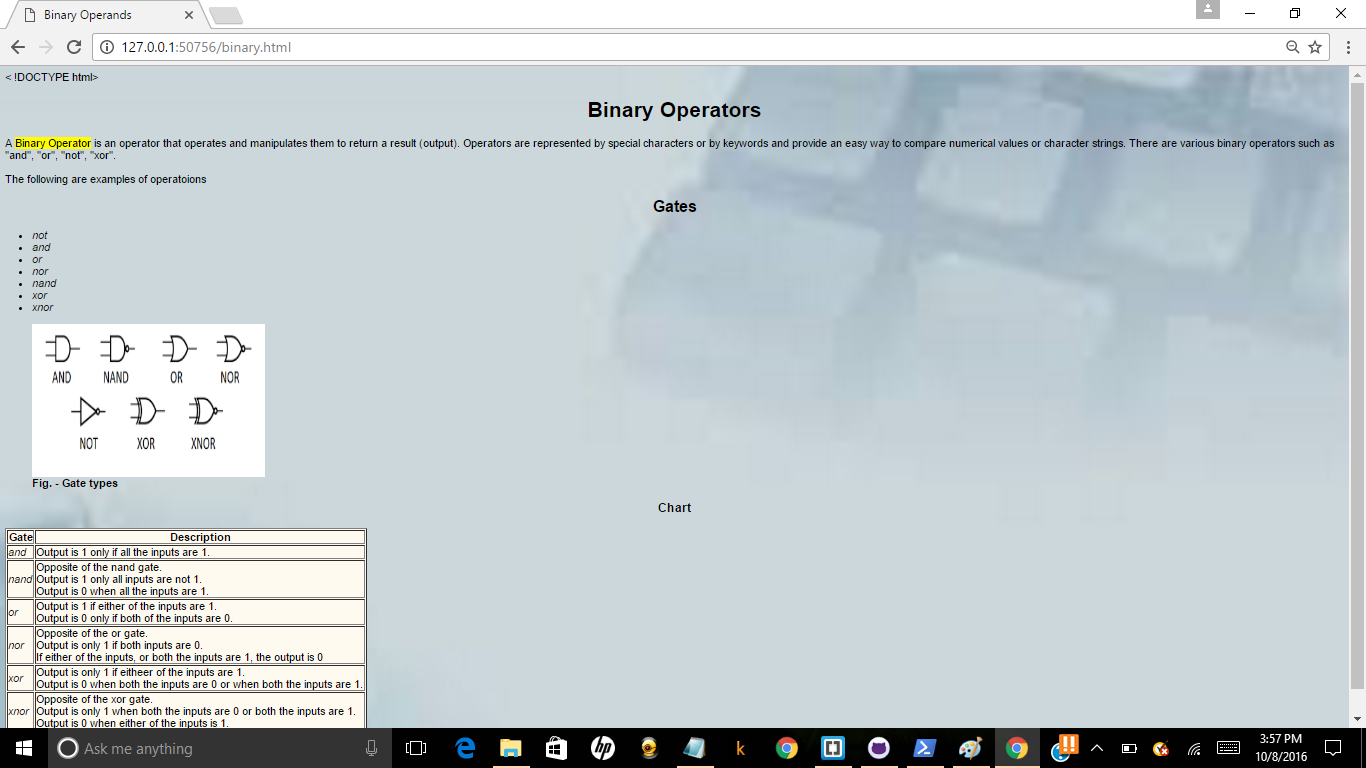 Binary Operands
127.0.0.1:50756/binary.html
< !DOCTYPE html>
Binary Operators
A Binary Operator is an operator that operates and manipulates them to return a result (output). Operators are represented by special characters or by keywords and provide an easy way to compare numerical values or character strings. There are various binary operators such as
"and", "or", "not", "xor".
The following are examples of operatoions
Gates
not
and
or
nor
nand
xor
xnor
AND NAND OR NOR
NOT XOR XNOR
Fig. - Gate types
Chart
Gate Description
and Output is 1 only if all the inputs are 1.
Opposite of the nand gate.
nand Output is 1 only all inputs are not 1.
Output is 0 when all the inputs are 1.
or Output is 1 if either of the inputs are 1.
Output is 0 only if both of the inputs are 0.
Opposite of the or gate.
nor Output is only 1 if both inputs are 0.
If either of the inputs, or both the inputs are 1, the output is 0
xor Output is only 1 if eitheer of the inputs are 1.
Output is 0 when both the inputs are 0 or when both the inputs are 1.
Opposite of the xor gate.
xnor Output is only 1 when both the inputs are 0 or both the inputs are 1.
Output is 0 when either of the inputs is 1.
Ask me anything
hp
k
3:57 PM
10/8/2016